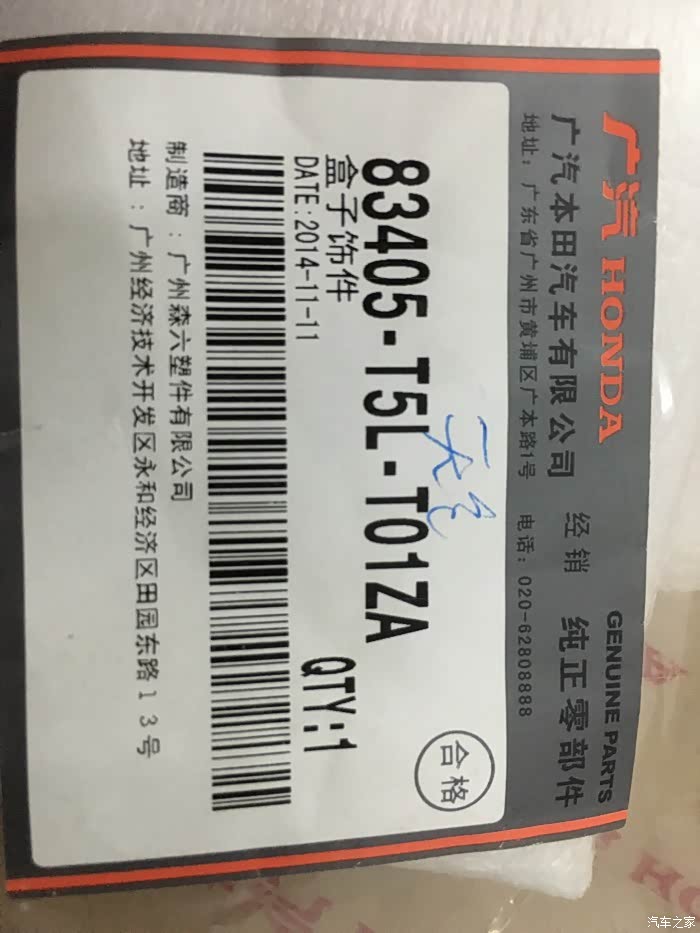 广汽 HONDA
GENUINE PARTS
广汽本田汽车有限公司 经销 纯正零部件
地址：广东省广州市黄埔区广本路1号 电话：020-62808888
83405-T5L-T01ZA
盒子饰件
DATE:2014-11-11
QTY:1
合格
制造商：广州森六塑件有限公司
地址：广州经济技术开发区永和经济区田园东路13号
HONDA
汽车之家